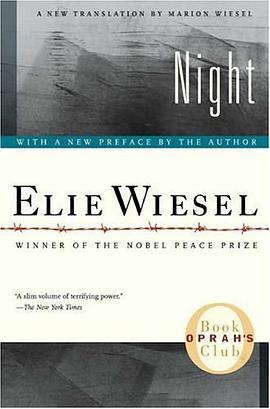 A NEW TRANSLATION BY MARION WIESEL
Night
WITH A NEW PREFACE BY THE AUTHOR
ELIE WIESEL
WINNER OF THE NOBEL PEACE PRIZE
"A slim volume of terrifying power."
—The New York Times
Book
OPRAH'S
Club